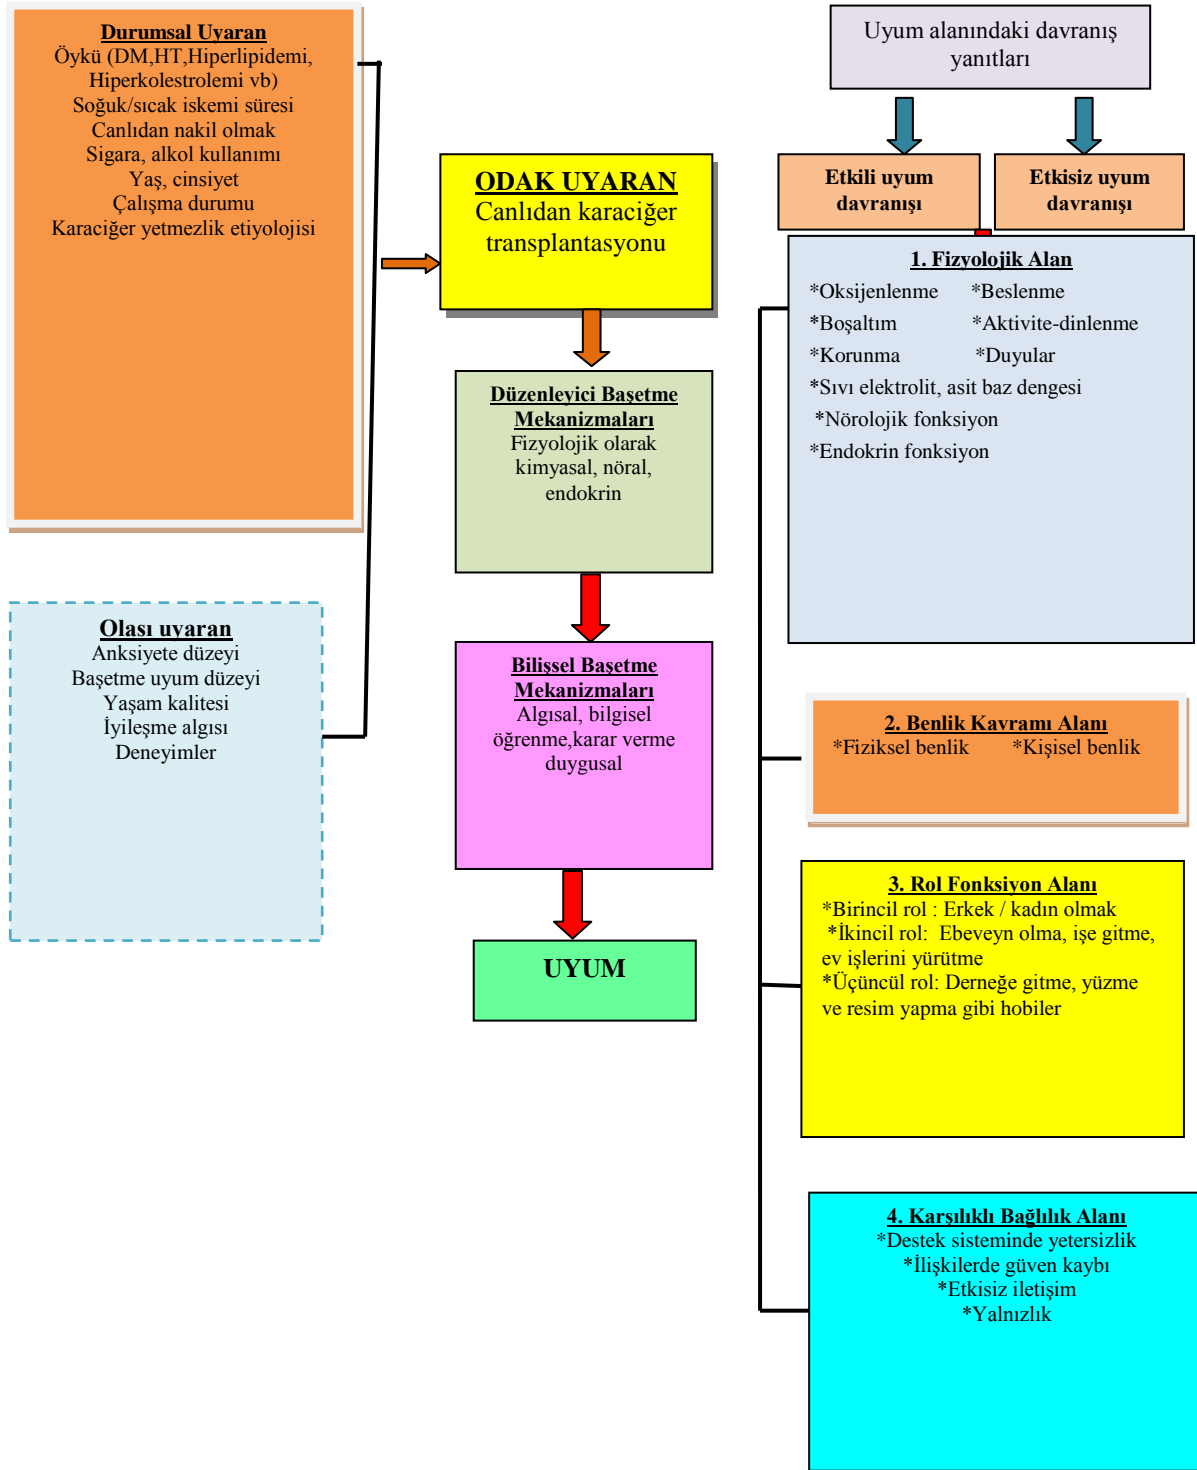 Durumsal Uyaran
Öykü (DM,HT,Hiperlipidemi,
Hiperkolestrolemi vb)
Soğuk/sıcak iskemi süresi
Canlıdan nakil olmak
Sigara, alkol kullanımı
Yaş, cinsiyet
Çalışma durumu
Karaciğer yetmezlik etiyolojisi
Olası uyaran
Anksiyete düzeyi
Başetme uyum düzeyi
Yaşam kalitesi
İyileşme algısı
Deneyimler
ODAK UYARAN
Canlıdan karaciğer
transplantasyonu
Düzenleyici Başetme
Mekanizmaları
Fizyolojik olarak
kimyasal, nöral,
endokrin
Bilişsel Başetme
Mekanizmaları
Algısal, bilgisel
öğrenme,karar verme
duygusal
UYUM
Uyum alanındaki davranış
yanıtları
Etkili uyum
davranışı
Etkisiz uyum
davranışı
1. Fizyolojik Alan
*Oksijenlenme *Beslenme
*Boşaltım *Aktivite-dinlenme
*Korunma *Duyular
*Sıvı elektrolit, asit baz dengesi
*Nörolojik fonksiyon
*Endokrin fonksiyon
2. Benlik Kavramı Alanı
*Fiziksel benlik *Kişisel benlik
3. Rol Fonksiyon Alanı
*Birincil rol : Erkek / kadın olmak
*İkincil rol: Ebeveyn olma, işe gitme,
ev işlerini yürütme
*Üçüncül rol: Derneğe gitme, yüzme
ve resim yapma gibi hobiler
4. Karşılıklı Bağlılık Alanı
*Destek sisteminde yetersizlik
*İlişkilerde güven kaybı
*Etkisiz iletişim
*Yalnızlık